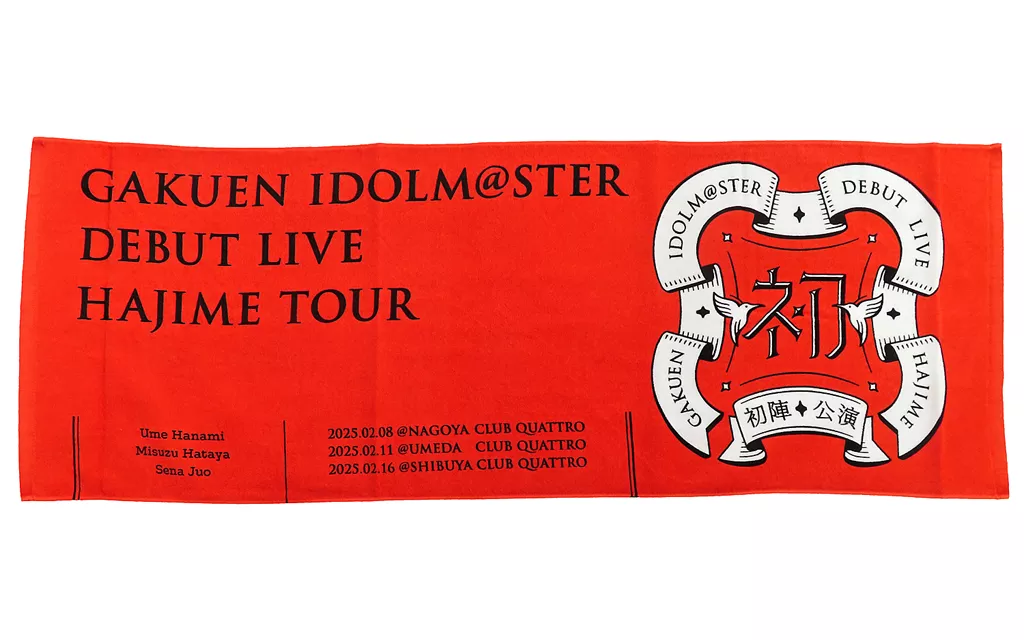 GAKUEN IDOLM@STER
DEBUT LIVE
HAJIME TOUR
Ume Hanami
Misuzu Hataya
Sena Juo
2025.02.08 @NAGOYA CLUB QUATTRO
2025.02.11 @UMEDA CLUB QUATTRO
2025.02.16 @SHIBUYA CLUB QUATTRO
GAKUEN
IDOLM@STER
DEBUT LIVE
HAJIME
初
初陣 公演